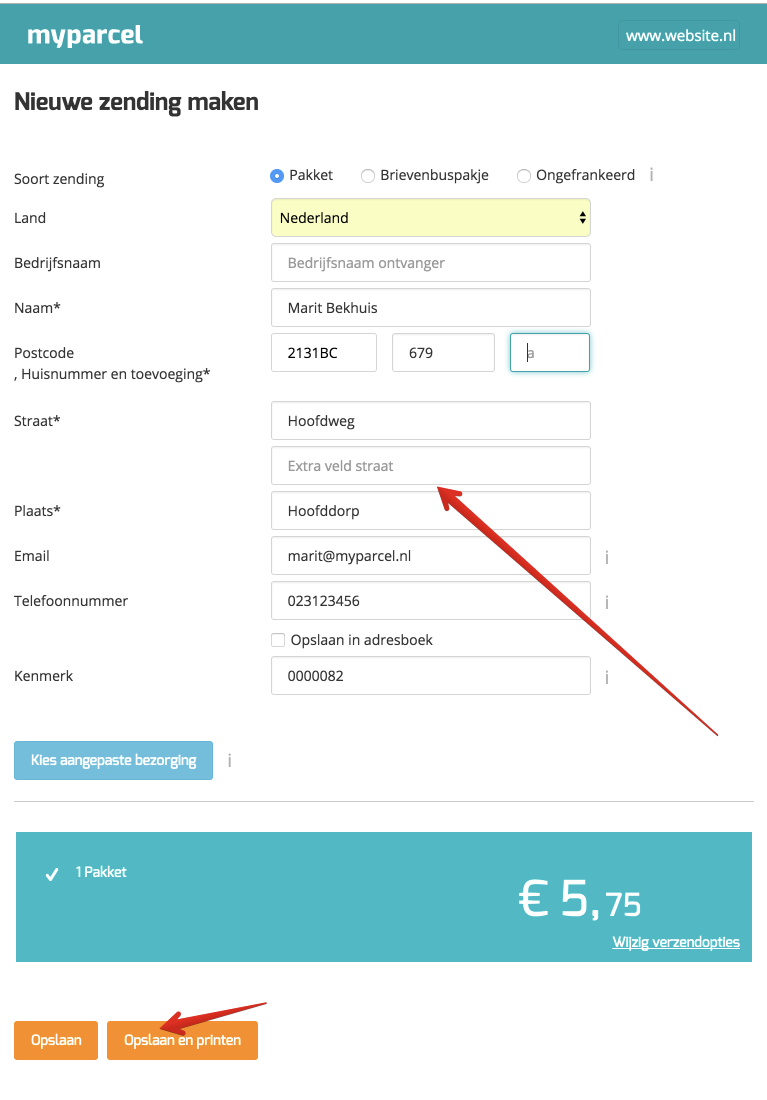 myparcel
www.website.nl
Nieuwe zending maken
Soort zending
Pakket
Brievenbuspakje
Ongefrankeerd
i
Land
Nederland
Bedrijfsnaam
Bedrijfsnaam ontvanger
Naam*
Marit Bekhuis
Postcode
, Huisnummer en toevoeging*
2131BC
679
a
Straat*
Hoofdweg
Extra veld straat
Plaats*
Hoofddorp
Email
marit@myparcel.nl
i
Telefoonnummer
023123456
i
Opslaan in adresboek
Kenmerk
0000082
i
Kies aangepaste bezorging
i
1 Pakket
€ 5,75
Wijzig verzendopties
Opslaan
Opslaan en printen